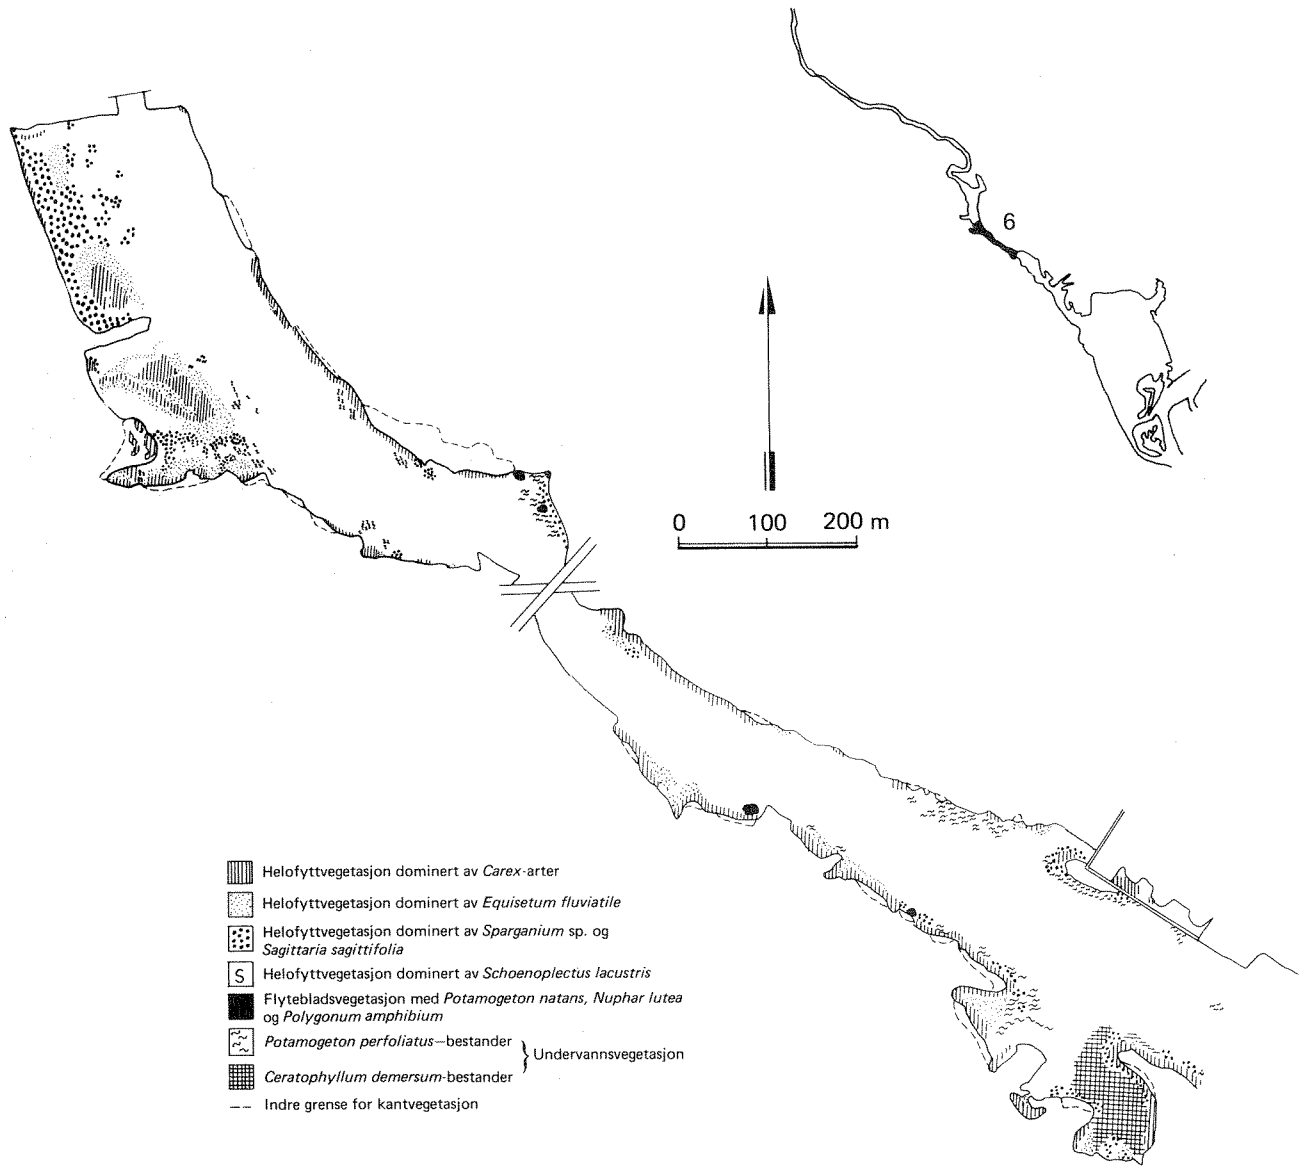 6
0 100 200 m
Helofyttvegetasjon dominert av Carex-arter
Helofyttvegetasjon dominert av Equisetum fluviatile
Helofyttvegetasjon dominert av Sparganium sp. og
Sagittaria sagittifolia
S Helofyttvegetasjon dominert av Schoenoplectus lacustris
Flytebladsvegetasjon med Potamogeton natans, Nuphar lutea
og Polygonum amphibium
Potamogeton perfoliatus–bestander
Undervannsvegetasjon
Ceratophyllum demersum-bestander
Indre grense for kantvegetasjon